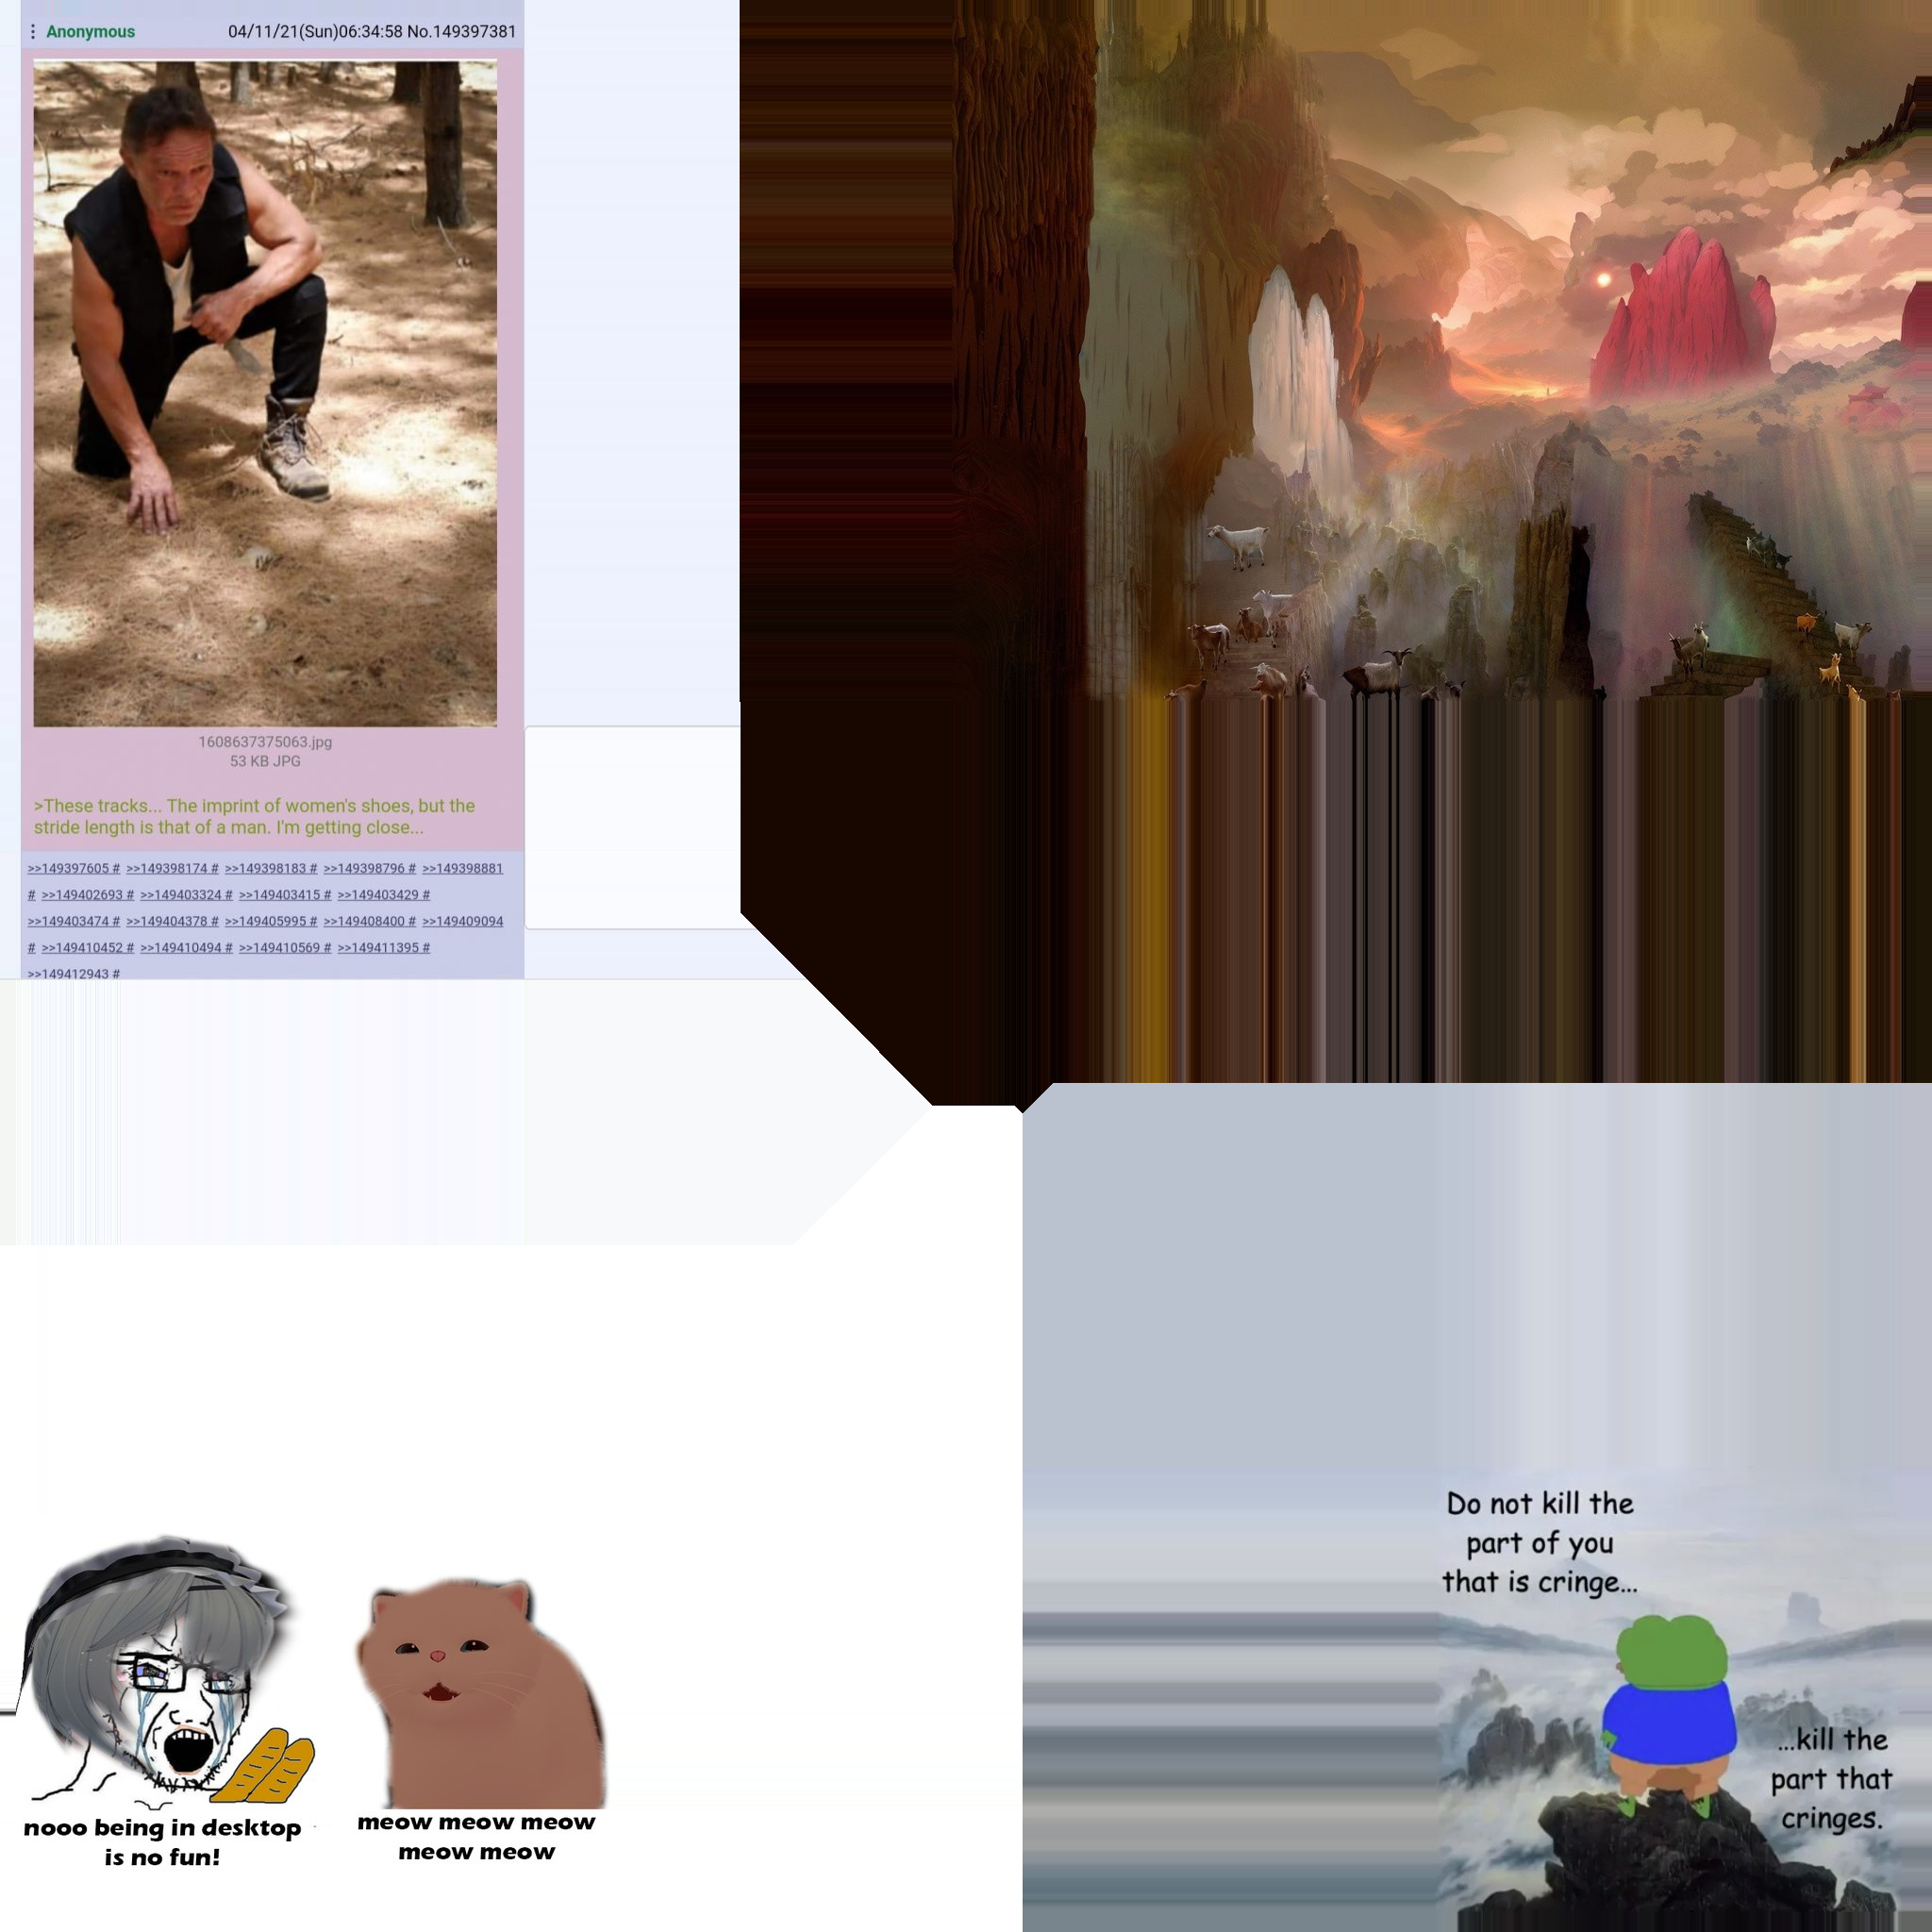 Anonymous 04/11/21(Sun)06:34:58 No.149397381
1608637375063.jpg
53 KB JPG
>These tracks... The imprint of women's shoes, but the
stride length is that of a man. I'm getting close...
>>149397605 # >>149398174 # >>149398183 # >>149398796 # >>149398881
# >>149402693 # >>149403324 # >>149403415 # >>149403429 #
>>149403474 # >>149404378 # >>149405995 # >>149408400 # >>149409094
# >>149410452 # >>149410494 # >>149410569 # >>149411395 #
>>149412943 #
nooo being in desktop
is no fun!
meow meow meow
meow meow
Do not kill the
part of you
that is cringe...
...kill the
part that
cringes.